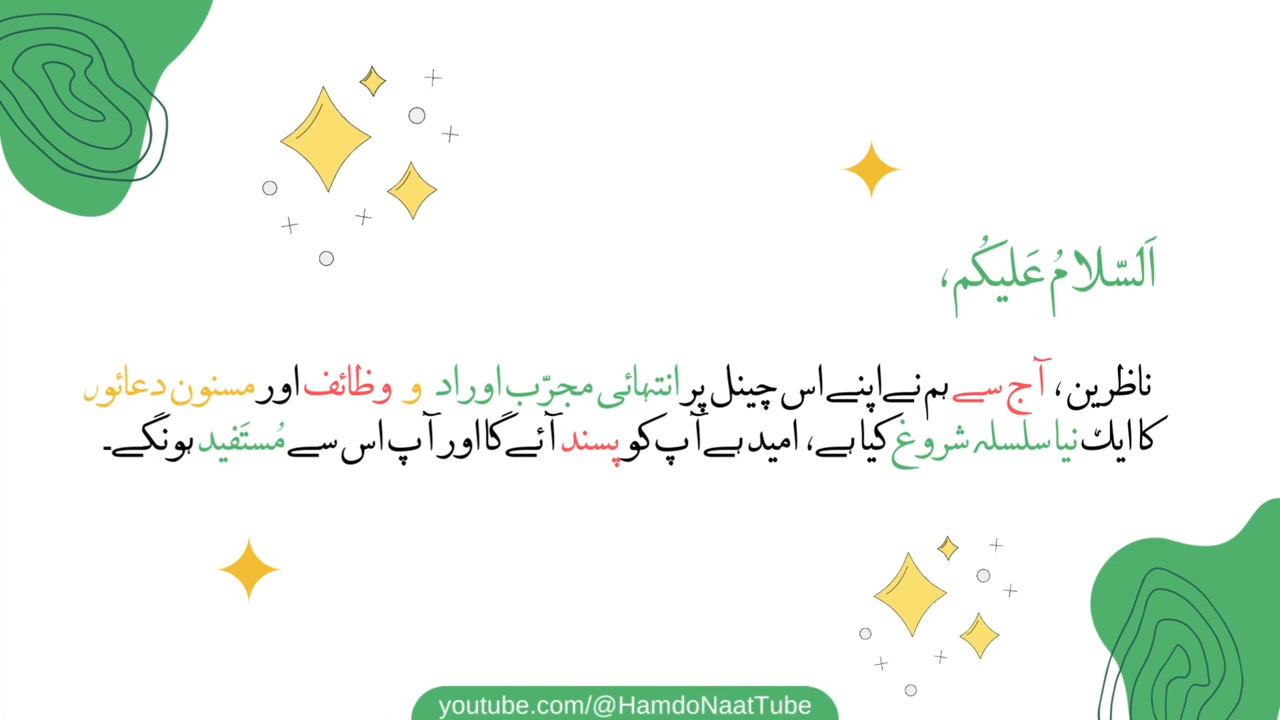 اَلسّلامُ عَلیکُم،
ناظرین، آج سے ہم نے اپنے اس چینل پر انتہائی مجرّب اوراد و وظائف اور مسنون دعائوں
کا ایک نیا سلسلہ شروغ کیا ہے، امید ہے آپ کو پسند آئے گا اور آپ اس سے مُستَفید ہونگے۔
youtube.com/@HamdoNaatTube